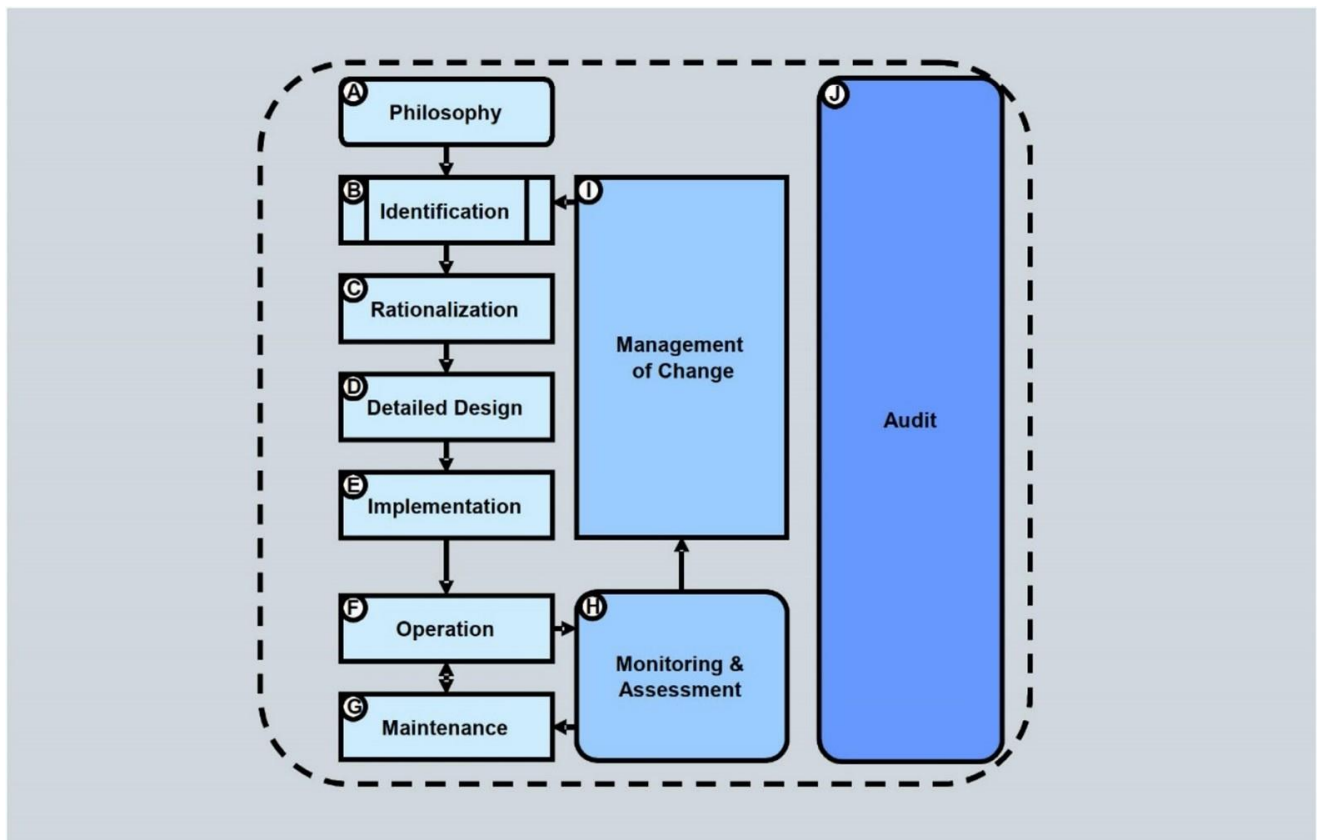 A
Philosophy
B
Identification
C
Rationalization
D
Detailed Design
E
Implementation
F
Operation
G
Maintenance
H
Monitoring &
Assessment
I
Management
of Change
J
Audit